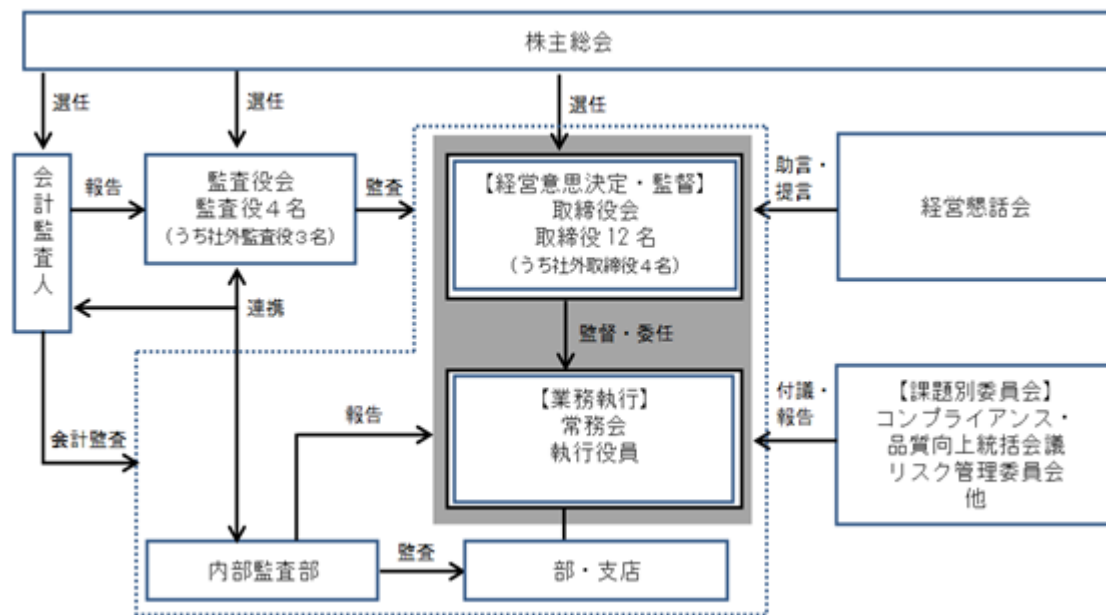 株主総会
選任
選任
選任
会計監査人
報告
監査役会
監査役4名
(うち社外監査役3名)
監査
【経営意思決定・監督】
取締役会
取締役12名
(うち社外取締役4名)
助言・
提言
経営懇話会
連携
監督・委任
会計監査
報告
【業務執行】
常務会
執行役員
付議・
報告
【課題別委員会】
コンプライアンス・
品質向上統括会議
リスク管理委員会
他
内部監査部
監査
部・支店